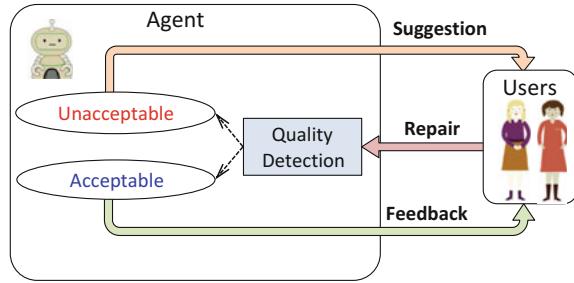 Agent
Suggestion
Users
Unacceptable
Quality
Detection
Repair
Acceptable
Feedback